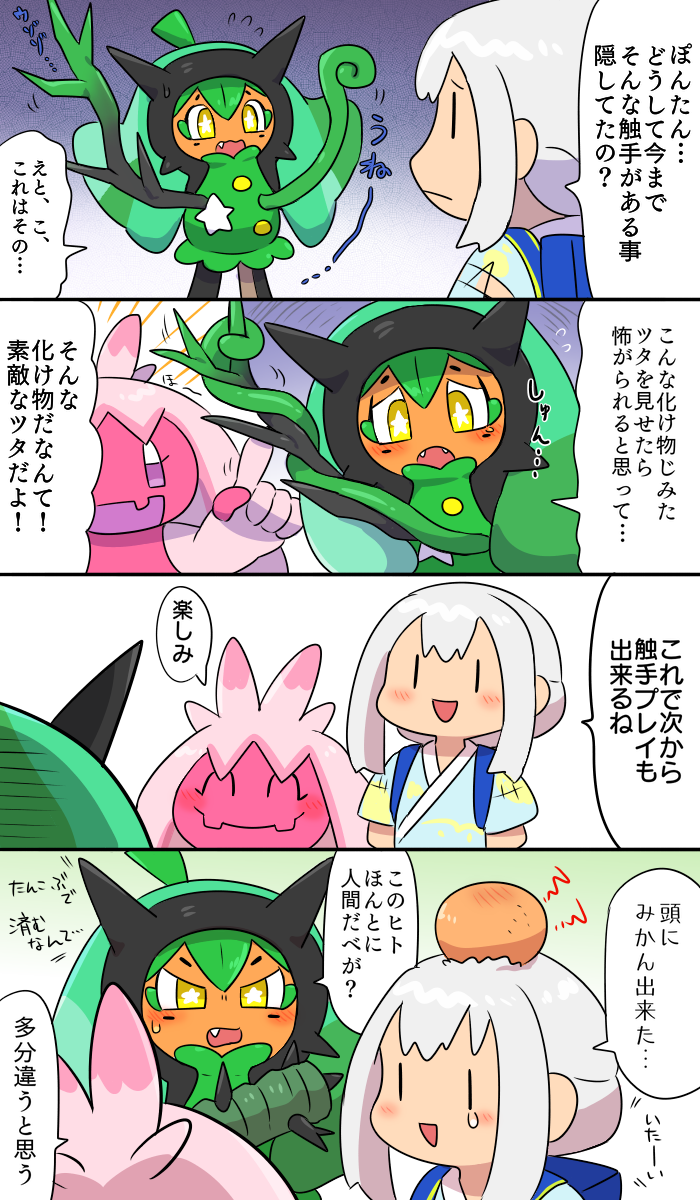 ぽんたん…
どうして今まで
そんな触手がある事
隠してたの？
ウゾゾ…
うね
えと、こ、
これはその…
こんな化け物じみた
ツタを見せたら
怖がられると思って…
しゅん…
ほー
そんな
化け物だなんて！
素敵なツタだよ！
これで次から
触手プレイも
出来るね
楽しみ
頭に
みかん出来た…
いたーい
このヒト
ほんとに
人間だべが？
たんこぶで
済むなんて…
多分違うと思う